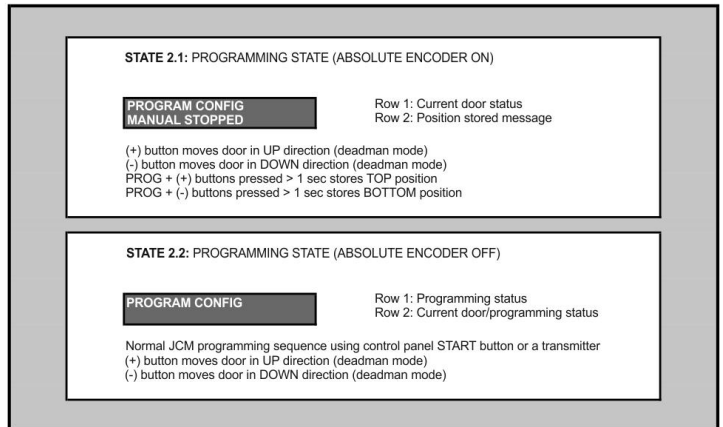 STATE 2.1: PROGRAMMING STATE (ABSOLUTE ENCODER ON)
PROGRAM CONFIG
MANUAL STOPPED
Row 1: Current door status
Row 2: Position stored message
(+) button moves door in UP direction (deadman mode)
(-) button moves door in DOWN direction (deadman mode)
PROG + (+) buttons pressed > 1 sec stores TOP position
PROG + (-) buttons pressed > 1 sec stores BOTTOM position
STATE 2.2: PROGRAMMING STATE (ABSOLUTE ENCODER OFF)
PROGRAM CONFIG
Row 1: Programming status
Row 2: Current door/programming status
Normal JCM programming sequence using control panel START button or a transmitter
(+) button moves door in UP direction (deadman mode)
(-) button moves door in DOWN direction (deadman mode)